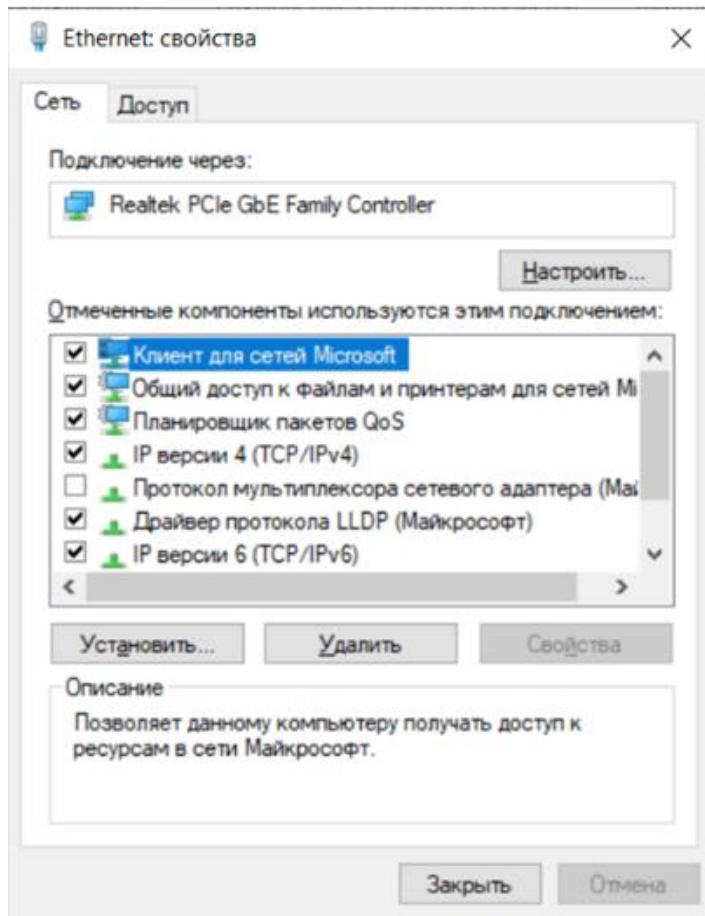 Ethernet: свойства
Сеть
Доступ
Подключение через:
Realtek PCIe GbE Family Controller
Настроить...
Отмеченные компоненты используются этим подключением:
Клиент для сетей Microsoft
Общий доступ к файлам и принтерам для сетей Mi
Планировщик пакетов QoS
IP версии 4 (TCP/IPv4)
Протокол мультиплексора сетевого адаптера (Май
Драйвер протокола LLDP (Майкрософт)
IP версии 6 (TCP/IPv6)
Установить...
Удалить
Свойства
Описание
Позволяет данному компьютеру получать доступ к
ресурсам в сети Майкрософт.
Закрыть
Отмена